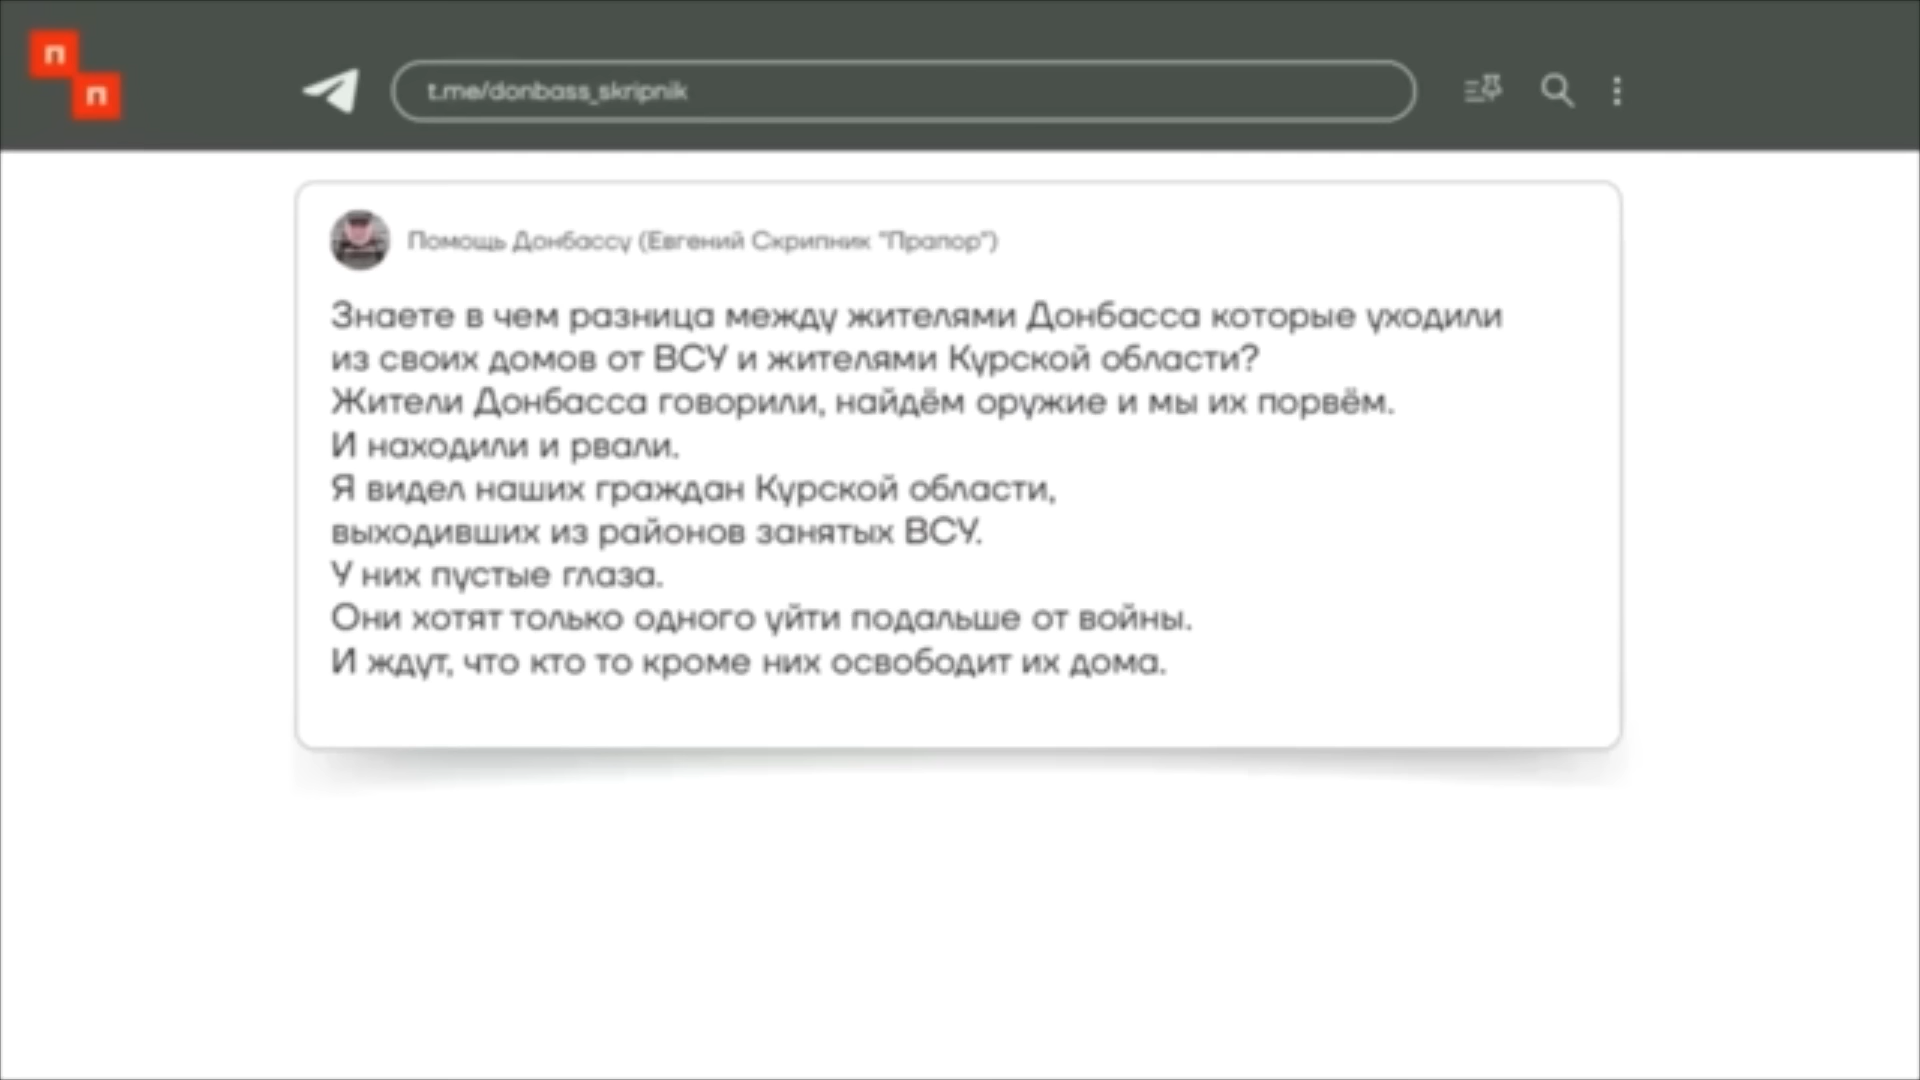 п
п
t.me/donbass_skripnik
Помощь Донбассу (Евгений Скрипник "Прапор")
Знаете в чем разница между жителями Донбасса которые уходили
из своих домов от ВСУ и жителями Курской области?
Жители Донбасса говорили, найдём оружие и мы их порвём.
И находили и рвали.
Я видел наших граждан Курской области,
выходивших из районов занятых ВСУ.
У них пустые глаза.
Они хотят только одного уйти подальше от войны.
И ждут, что кто то кроме них освободит их дома.